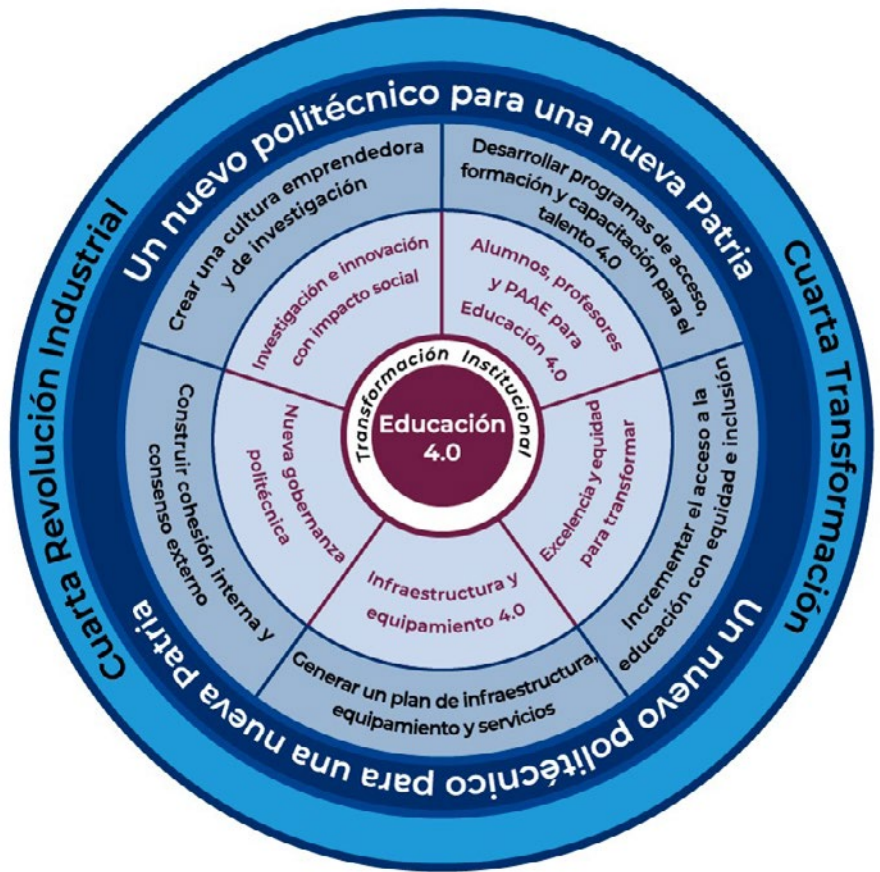 Cuarta Revolución Industrial
Cuarta Transformación
Un nuevo politécnico para una nueva Patria
Un nuevo politécnico para una nueva Patria
Crear una cultura emprendedora
y de investigación
Desarrollar programas de acceso,
formación y capacitación para el
talento 4.0
Incrementar el acceso a la
educación con equidad e inclusión
Generar un plan de infraestructura,
equipamiento y servicios
Construir cohesión interna y
consenso externo
Investigación e innovación
con impacto social
Alumnos, profesores
y PAAE para
Educación 4.0
Excelencia y equidad
para transformar
Infraestructura y
equipamiento 4.0
Nueva gobernanza
politécnica
Transformación Institucional
Educación
4.0